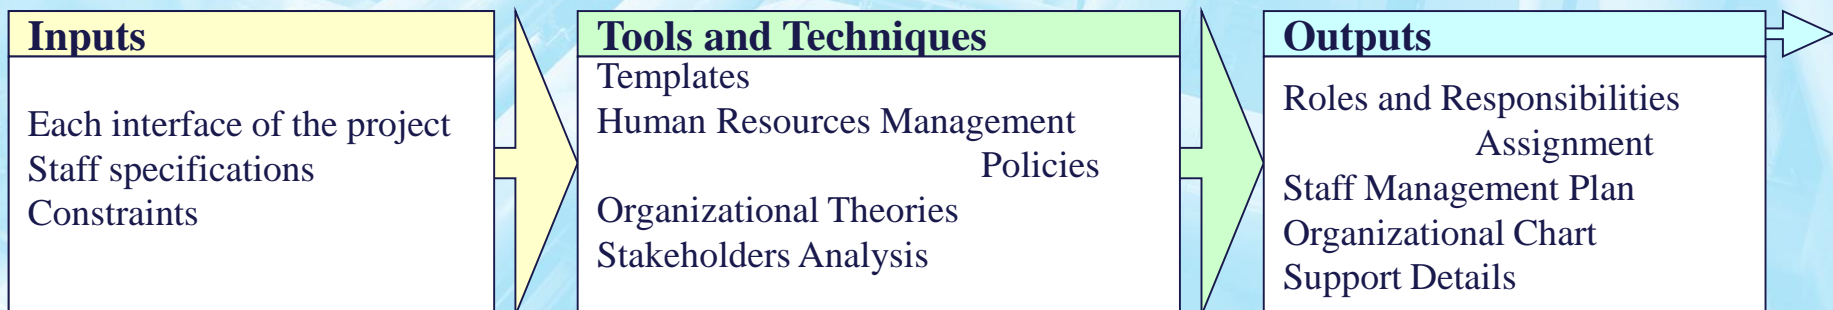 Inputs
Each interface of the project
Staff specifications
Constraints
Tools and Techniques
Templates
Human Resources Management
Policies
Organizational Theories
Stakeholders Analysis
Outputs
Roles and Responsibilities
Assignment
Staff Management Plan
Organizational Chart
Support Details